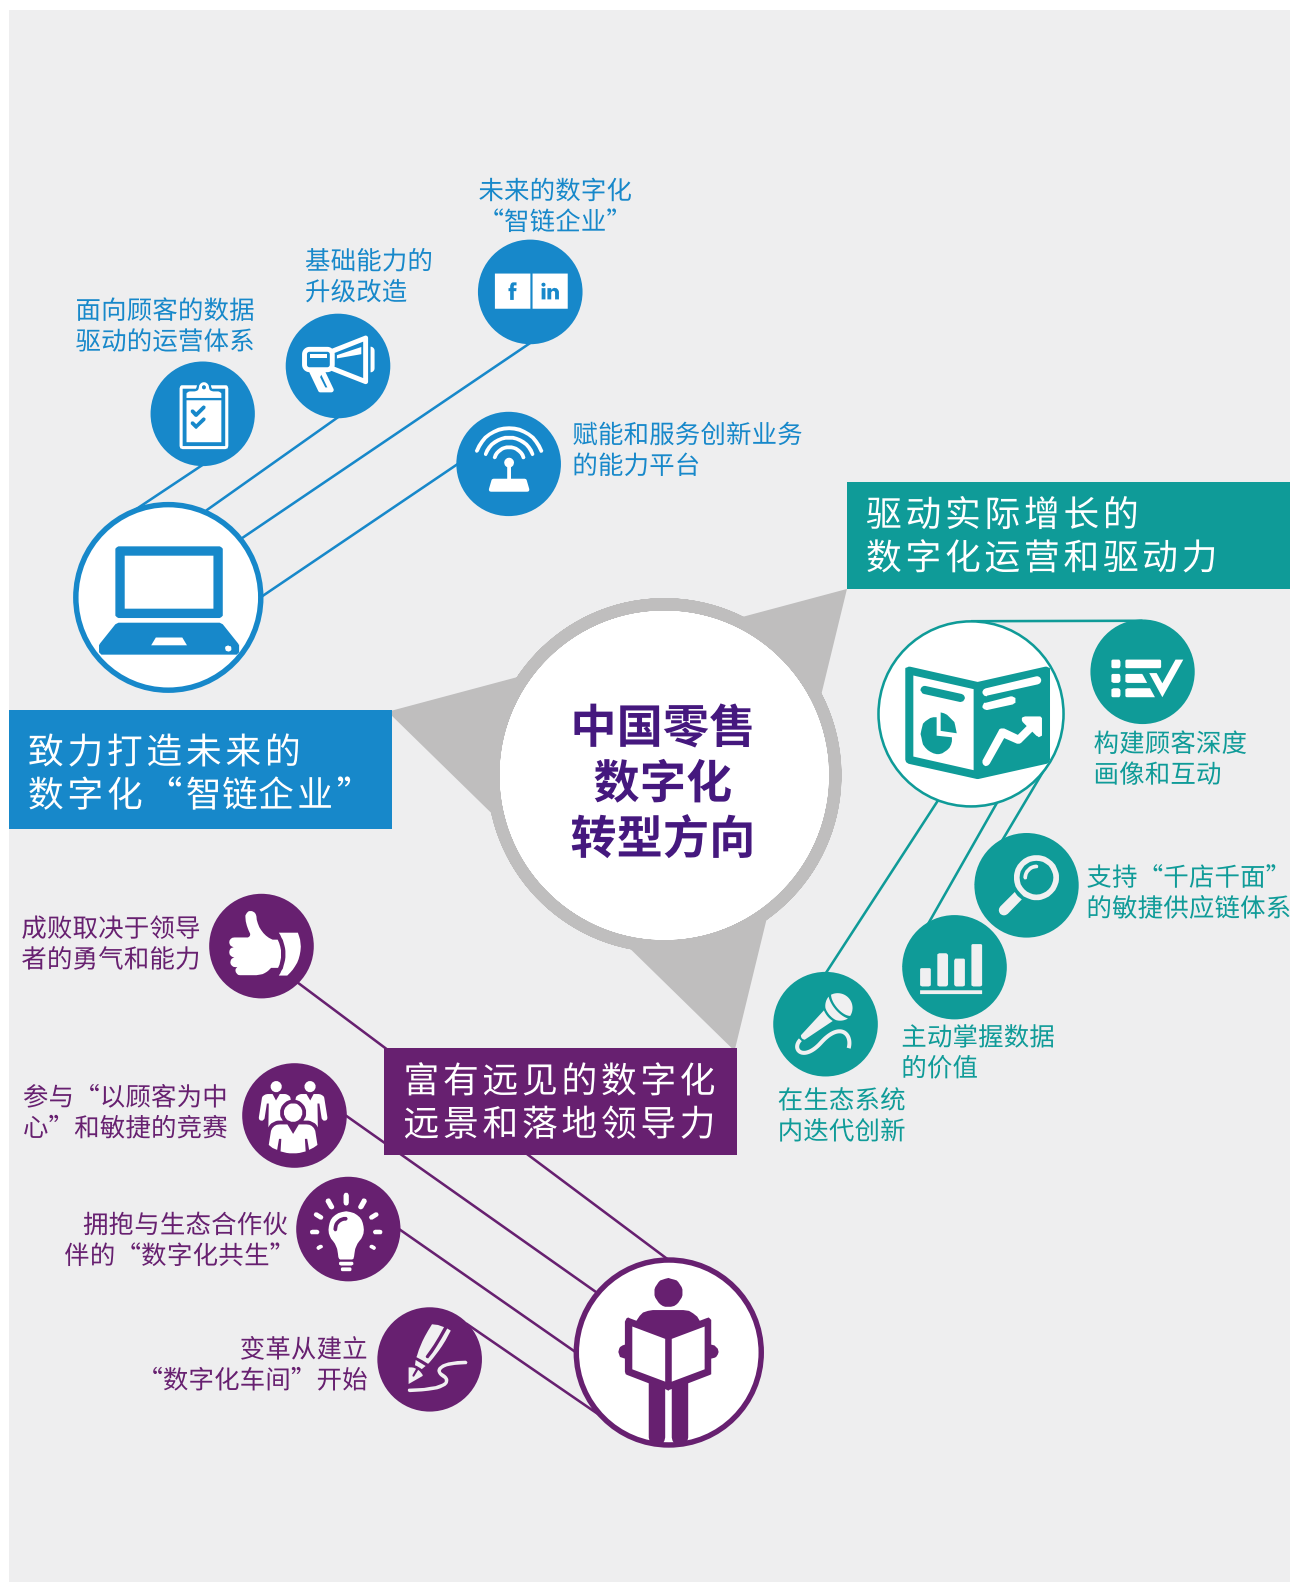 未来的数字化
“智链企业”
基础能力的
升级改造
面向顾客的数据
驱动的运营体系
f in
赋能和服务创新业务
的能力平台
致力打造未来的
数字化“智链企业”
驱动实际增长的
数字化运营和驱动力
构建顾客深度
画像和互动
支持“千店千面”
的敏捷供应链体系
主动掌握数据
的价值
在生态系统
内迭代创新
中国零售
数字化
转型方向
成败取决于领导
者的勇气和能力
富有远见的数字化
远景和落地领导力
参与“以顾客为中
心”和敏捷的竞赛
拥抱与生态合作伙
伴的“数字化共生”
变革从建立
“数字化车间”开始